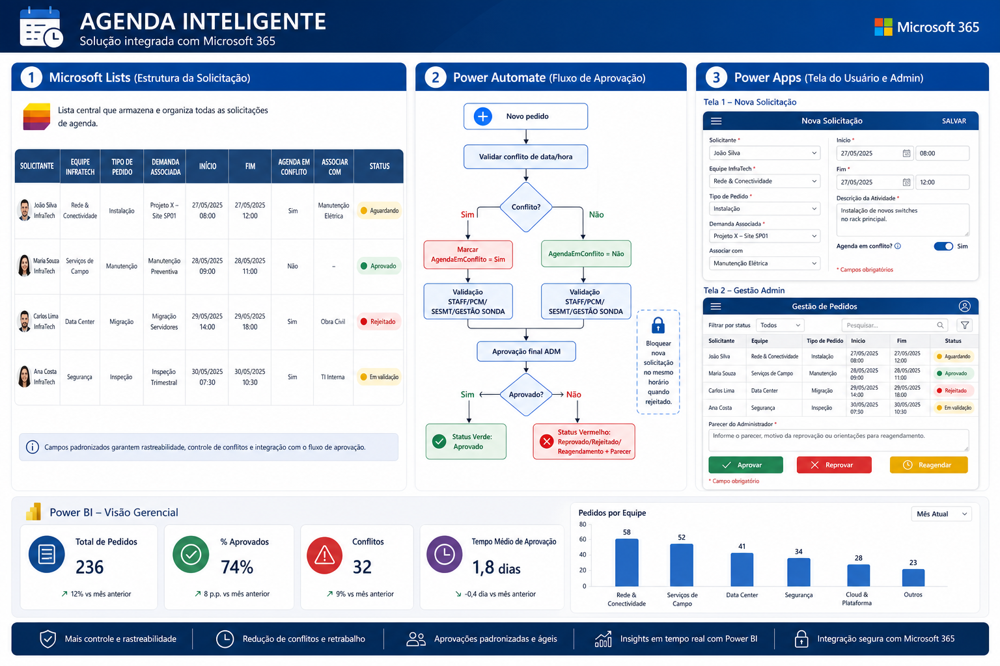 AGENDA INTELIGENTE
Solução integrada com Microsoft 365
Microsoft 365
1 Microsoft Lists (Estrutura da Solicitação)
Lista central que armazena e organiza todas as solicitações
de agenda.
SOLICITANTE | EQUIPE INFRATECH | TIPO DE PEDIDO | DEMANDA ASSOCIADA | INÍCIO | FIM | AGENDA EM CONFLITO | ASSOCIAR COM | STATUS
João Silva InfraTech | Rede & Conectividade | Instalação | Projeto X – Site SP01 | 27/05/2025 08:00 | 27/05/2025 12:00 | Sim | Manutenção Elétrica | Aguardando
Maria Souza InfraTech | Serviços de Campo | Manutenção | Manutenção Preventiva | 28/05/2025 09:00 | 28/05/2025 11:00 | Não | – | Aprovado
Carlos Lima InfraTech | Data Center | Migração | Migração Servidores | 29/05/2025 14:00 | 29/05/2025 18:00 | Sim | Obra Civil | Rejeitado
Ana Costa InfraTech | Segurança | Inspeção | Inspeção Trimestral | 30/05/2025 07:30 | 30/05/2025 10:30 | Sim | TI Interna | Em validação
Campos padronizados garantem rastreabilidade, controle de conflitos e integração com o fluxo de aprovação.
2 Power Automate (Fluxo de Aprovação)
Novo pedido
Validar conflito de data/hora
Conflito?
Sim
Não
Marcar
AgendaEmConflito = Sim
AgendaEmConflito = Não
Validação
STAFF/PCM/
SESMT/GESTÃO SONDA
Validação
STAFF/PCM/
SESMT/GESTÃO SONDA
Aprovação final ADM
Aprovado?
Sim
Não
Status Verde:
Aprovado
Status Vermelho:
Reprovado/Rejeitado/
Reagendamento + Parecer
Bloquear
nova
solicitação
no mesmo
horário
quando
rejeitado.
3 Power Apps (Tela do Usuário e Admin)
Tela 1 – Nova Solicitação
Nova Solicitação
SALVAR
Solicitante *
João Silva
Equipe InfraTech *
Rede & Conectividade
Tipo de Pedido *
Instalação
Demanda Associada *
Projeto X – Site SP01
Associar com
Manutenção Elétrica
Inicio *
27/05/2025 08:00
Fim *
27/05/2025 12:00
Descrição da Atividade *
Instalação de novos switches
no rack principal.
Agenda em conflito? Sim
* Campos obrigatórios
Tela 2 – Gestão Admin
Gestão de Pedidos
Filtrar por status Todos
Pesquisar...
Solicitante | Equipe | Tipo de Pedido | Inicio | Fim | Status
João Silva | Rede & Conectividade | Instalação | 27/05/2025 08:00 | 27/05/2025 12:00 | Aguardando
Maria Souza | Serviços de Campo | Manutenção | 28/05/2025 09:00 | 28/05/2025 11:00 | Aprovado
Carlos Lima | Data Center | Migração | 29/05/2025 14:00 | 29/05/2025 18:00 | Rejeitado
Ana Costa | Segurança | Inspeção | 30/05/2025 07:30 | 30/05/2025 10:30 | Em validação
Parecer do Administrador *
Informe o parecer, motivo da reprovação ou orientações para reagendamento.
Aprovar
Reprovar
Reagendar
* Campo obrigatório
Power BI – Visão Gerencial
Total de Pedidos
236
12% vs mês anterior
% Aprovados
74%
8 p.p. vs mês anterior
Conflitos
32
9% vs mês anterior
Tempo Médio de Aprovação
1,8 dias
-0,4 dia vs mês anterior
Pedidos por Equipe
Mês Atual
80
60
40
20
0
58
52
41
34
28
23
Rede &
Conectividade
Serviços de
Campo
Data Center
Segurança
Cloud &
Plataforma
Outros
Mais controle e rastreabilidade
Redução de conflitos e retrabalho
Aprovações padronizadas e ágeis
Insights em tempo real com Power BI
Integração segura com Microsoft 365